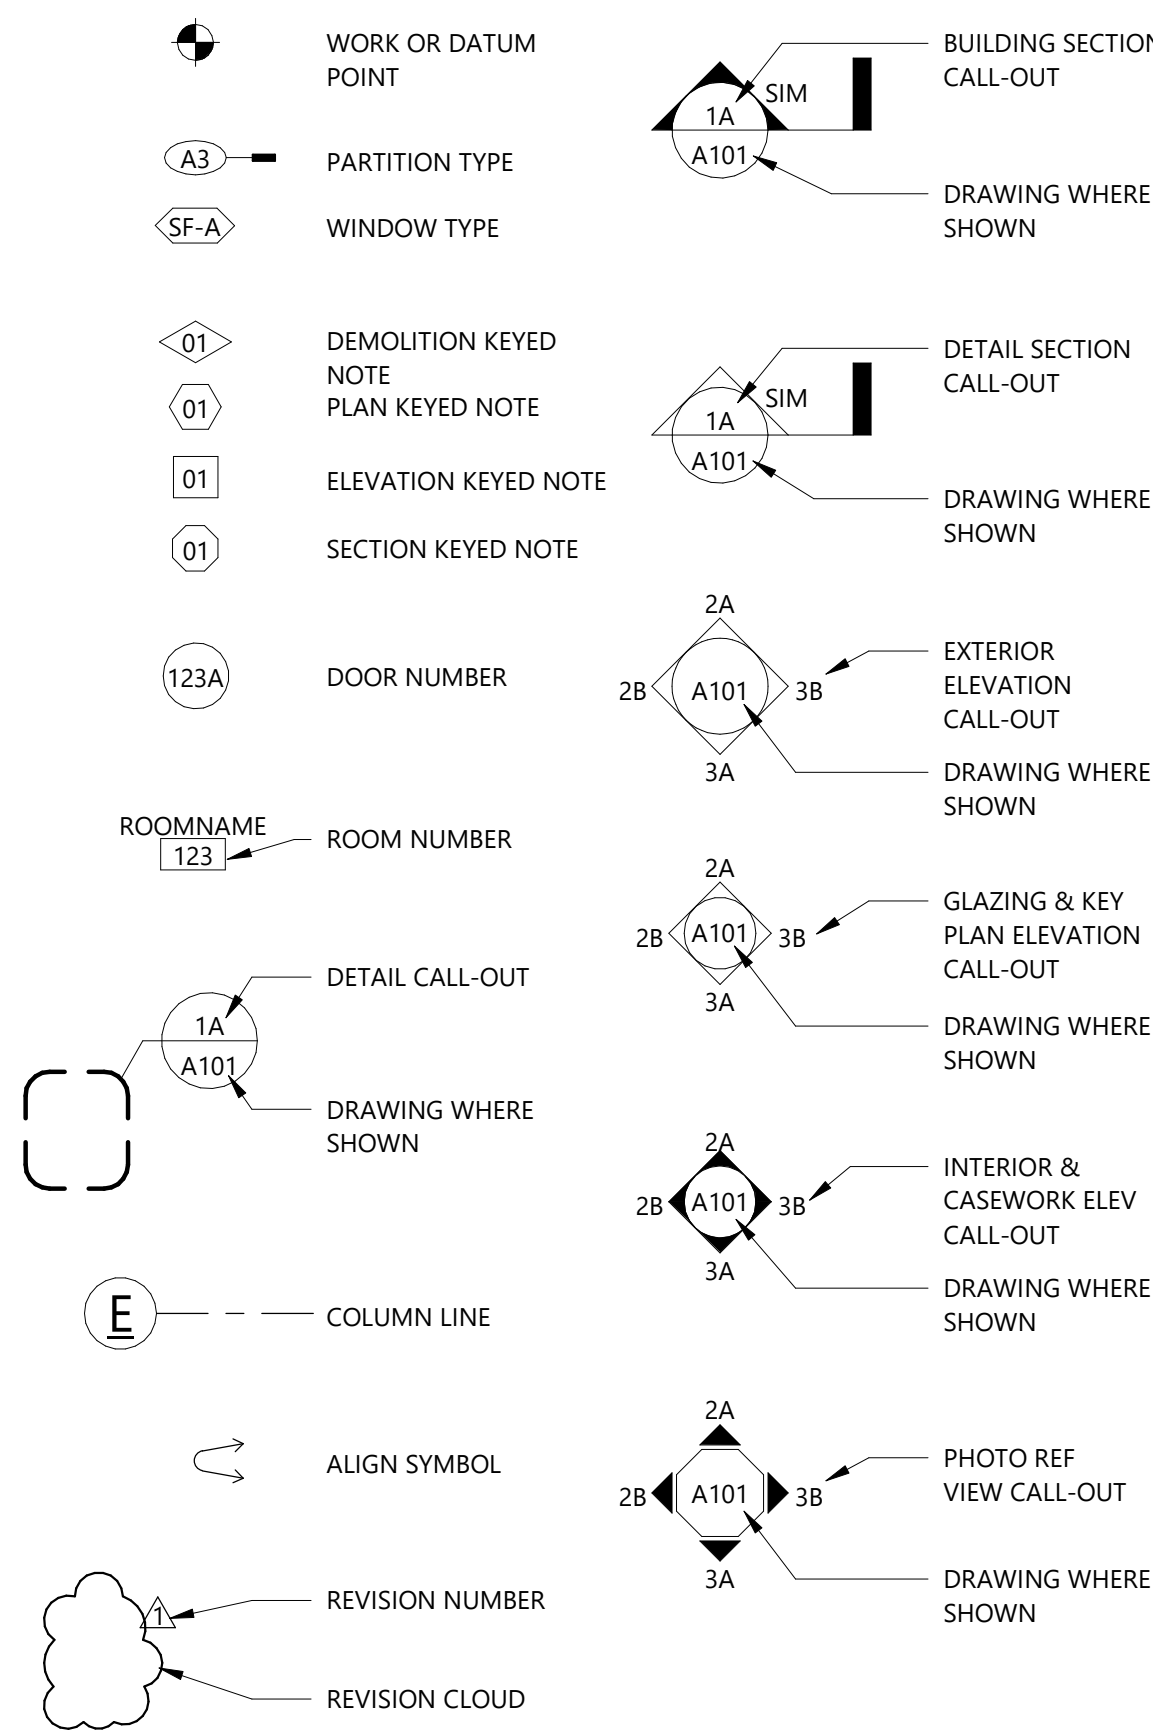 WORK OR DATUM
POINT
A3
PARTITION TYPE
SF-A
WINDOW TYPE
01
DEMOLITION KEYED
NOTE
01
PLAN KEYED NOTE
01
ELEVATION KEYED NOTE
01
SECTION KEYED NOTE
123A
DOOR NUMBER
ROOMNAME
123
ROOM NUMBER
DETAIL CALL-OUT
1A
A101
DRAWING WHERE
SHOWN
E
COLUMN LINE
ALIGN SYMBOL
1
REVISION NUMBER
REVISION CLOUD
BUILDING SECTION
CALL-OUT
SIM
1A
A101
DRAWING WHERE
SHOWN
DETAIL SECTION
CALL-OUT
SIM
1A
A101
DRAWING WHERE
SHOWN
2A
2B
A101
3B
3A
EXTERIOR
ELEVATION
CALL-OUT
DRAWING WHERE
SHOWN
2A
2B
A101
3B
3A
GLAZING & KEY
PLAN ELEVATION
CALL-OUT
DRAWING WHERE
SHOWN
2A
2B
A101
3B
3A
INTERIOR &
CASEWORK ELEV
CALL-OUT
DRAWING WHERE
SHOWN
2A
2B
A101
3B
3A
PHOTO REF
VIEW CALL-OUT
DRAWING WHERE
SHOWN